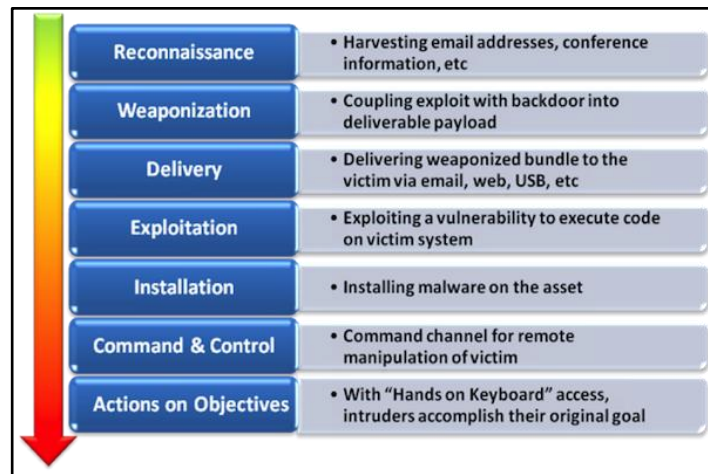 Reconnaissance
• Harvesting email addresses, conference
information, etc
Weaponization
• Coupling exploit with backdoor into
deliverable payload
Delivery
• Delivering weaponized bundle to the
victim via email, web, USB, etc
Exploitation
• Exploiting a vulnerability to execute code
on victim system
Installation
• Installing malware on the asset
Command & Control
• Command channel for remote
manipulation of victim
Actions on Objectives
• With “Hands on Keyboard” access,
intruders accomplish their original goal